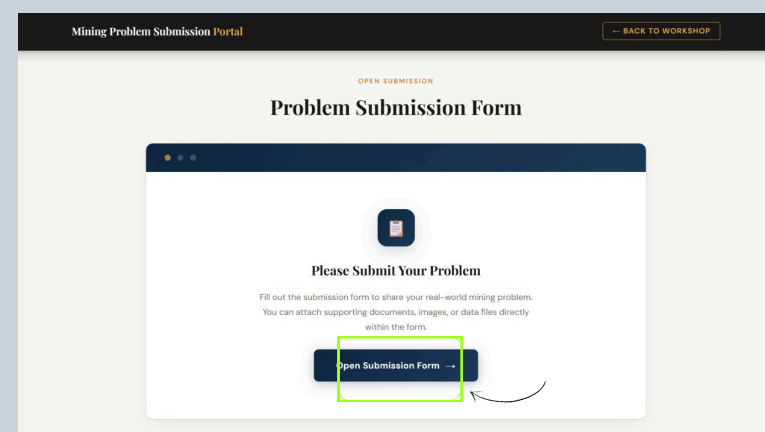 Mining Problem Submission Portal
← BACK TO WORKSHOP
OPEN SUBMISSION
Problem Submission Form
Please Submit Your Problem
Fill out the submission form to share your real-world mining problem.
You can attach supporting documents, images, or data files directly
within the form.
Open Submission Form →